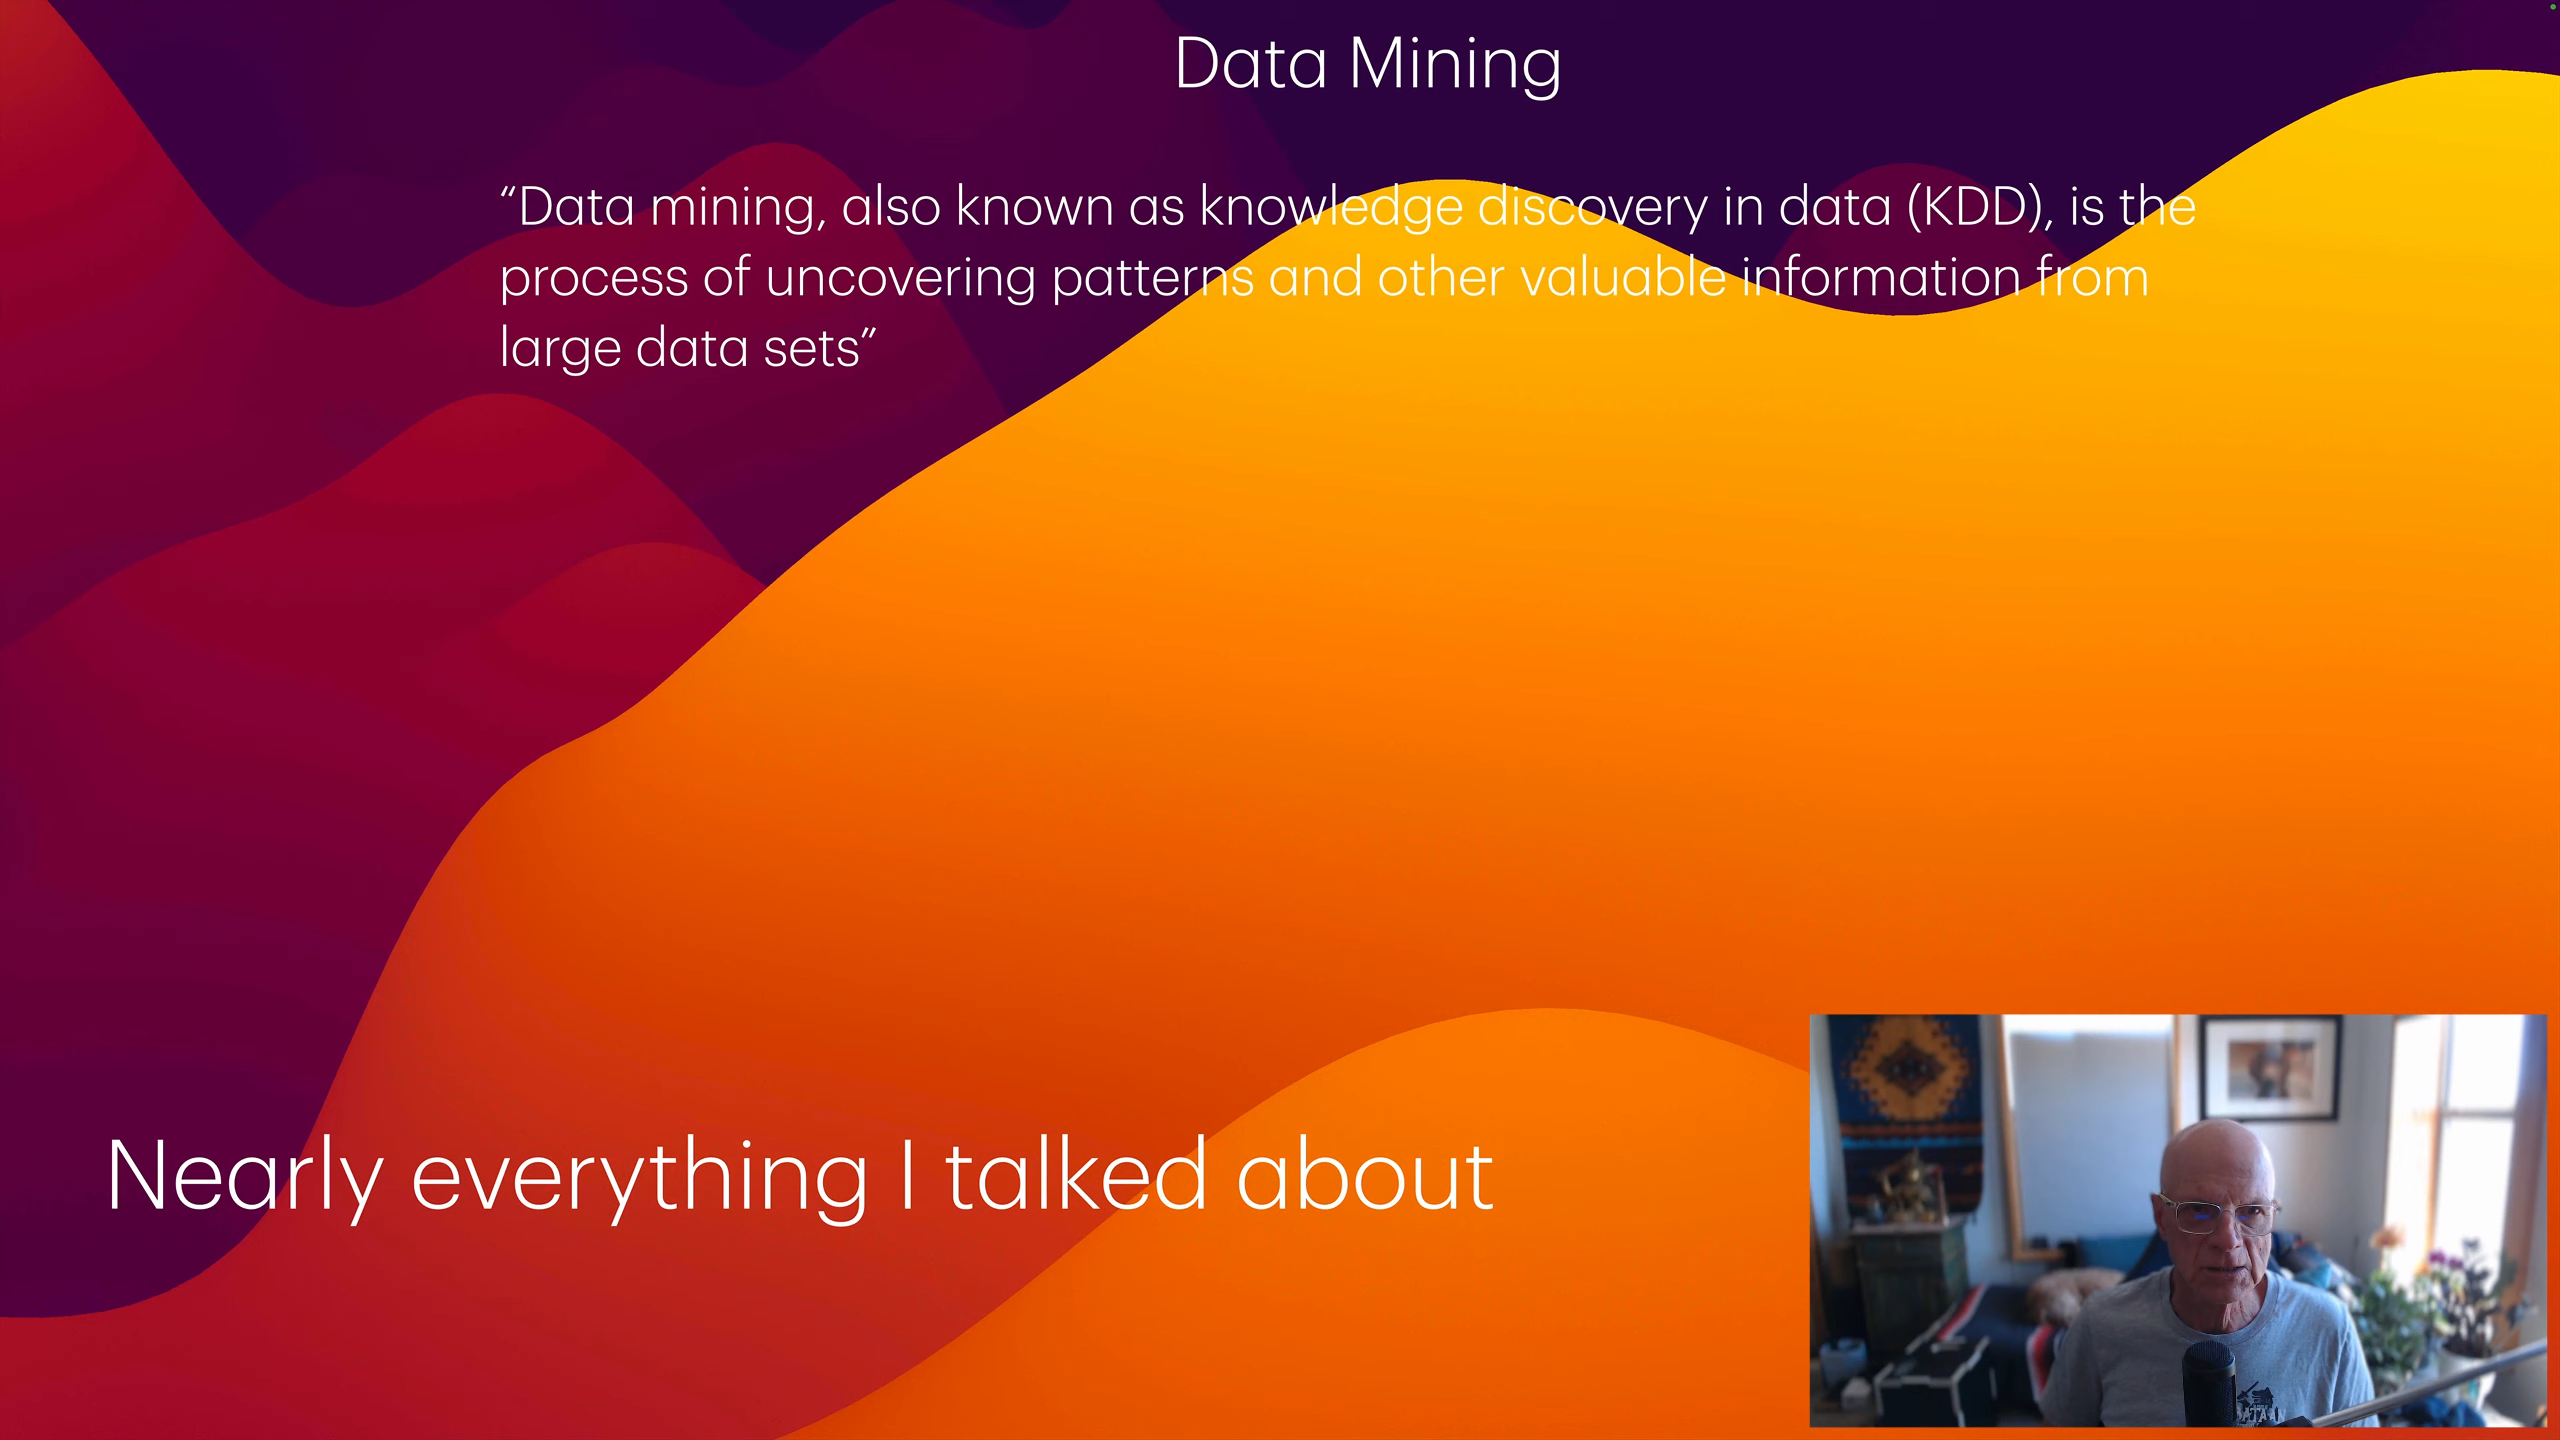 Data Mining
“Data mining, also known as knowledge discovery in data (KDD), is the
process of uncovering patterns and other valuable information from
large data sets”
Nearly everything I talked about